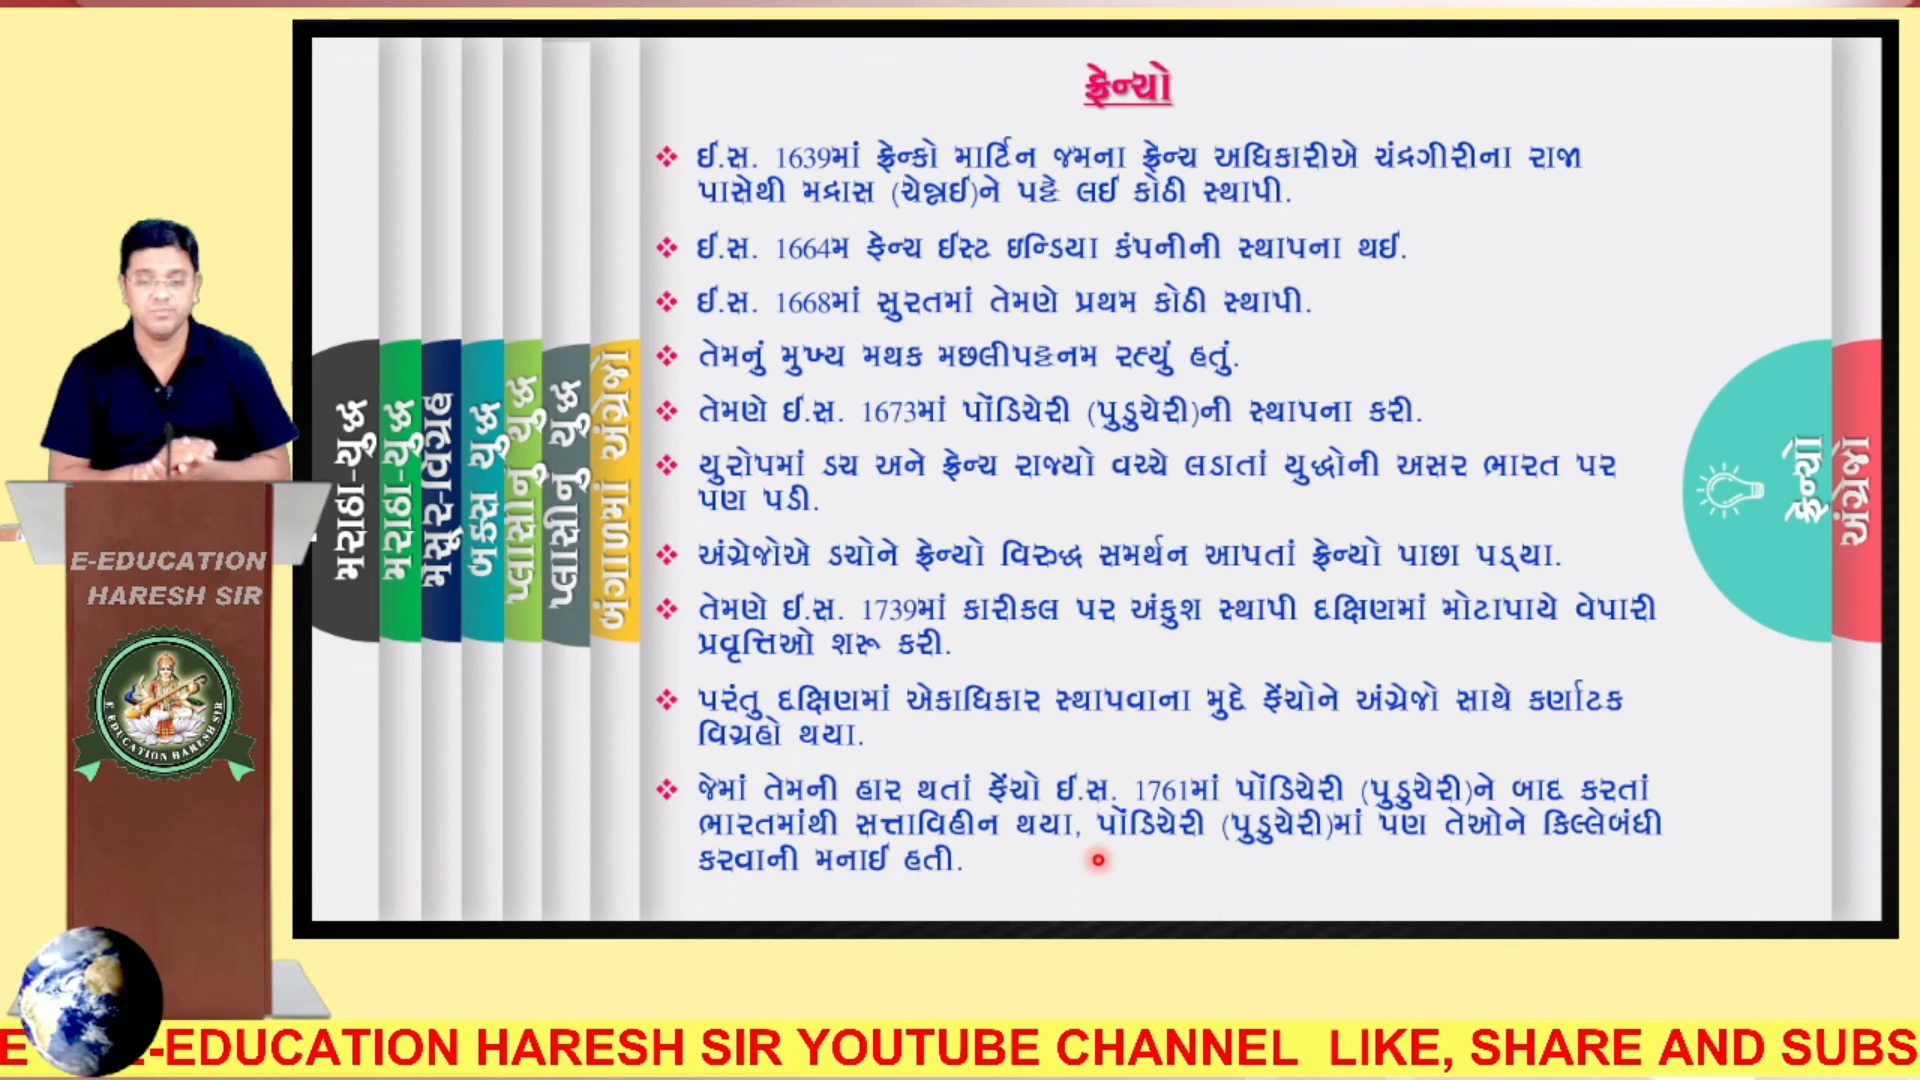 ફ્રેન્ચો
❖ ઈ.સ. 1639માં ફ્રેન્કો માર્ટિન જમના ફ્રેન્ચ અધિકારીએ ચંદ્રગીરીના રાજા
પાસેથી મદ્રાસ (ચેન્નઈ)ને પટ્ટે લઈ કોઠી સ્થાપી.
❖ ઈ.સ. 1664મ ફ્રેન્ચ ઈસ્ટ ઇન્ડિયા કંપનીની સ્થાપના થઈ.
❖ ઈ.સ. 1668માં સુરતમાં તેમણે પ્રથમ કોઠી સ્થાપી.
❖ તેમનું મુખ્ય મથક મછલીપટ્ટનમ રહ્યું હતું.
❖ તેમણે ઈ.સ. 1673માં પોંડિચેરી (પુડુચેરી)ની સ્થાપના કરી.
❖ યુરોપમાં ડચ અને ફ્રેન્ચ રાજ્યો વચ્ચે લડાતાં યુદ્ધોની અસર ભારત પર
પણ પડી.
❖ અંગ્રેજોએ ડચોને ફ્રેન્ચો વિરુદ્ધ સમર્થન આપતાં ફ્રેન્ચો પાછા પડ્યા.
❖ તેમણે ઈ.સ. 1739માં કારીકલ પર અંકુશ સ્થાપી દક્ષિણમાં મોટાપાયે વેપારી
પ્રવૃત્તિઓ શરૂ કરી.
❖ પરંતુ દક્ષિણમાં એકાધિકાર સ્થાપવાના મુદે ફ્રેંચોને અંગ્રેજો સાથે કર્ણાટક
વિગ્રહો થયા.
❖ જેમાં તેમની હાર થતાં ફ્રેંચો ઈ.સ. 1761માં પોંડિચેરી (પુડુચેરી)ને બાદ કરતાં
ભારતમાંથી સત્તાવિહીન થયા, પોંડિચેરી (પુડુચેરી)માં પણ તેઓને કિલ્લેબંધી
કરવાની મનાઈ હતી.
મરાઠા-યુદ્ધ
મરાઠા-યુદ્ધ
મસૂર-વિગ્રહ
બક્સ યુદ્ધ
પ્લાસીનું યુદ્ધ
પ્લાસીનું યુદ્ધ
બંગાળમાં અંગ્રેજો
ફ્રેન્ચો
અંગ્રેજો
E-EDUCATION
HARESH SIR
E EDUCATION HARESH SIR
E E-EDUCATION HARESH SIR YOUTUBE CHANNEL LIKE, SHARE AND SUBS